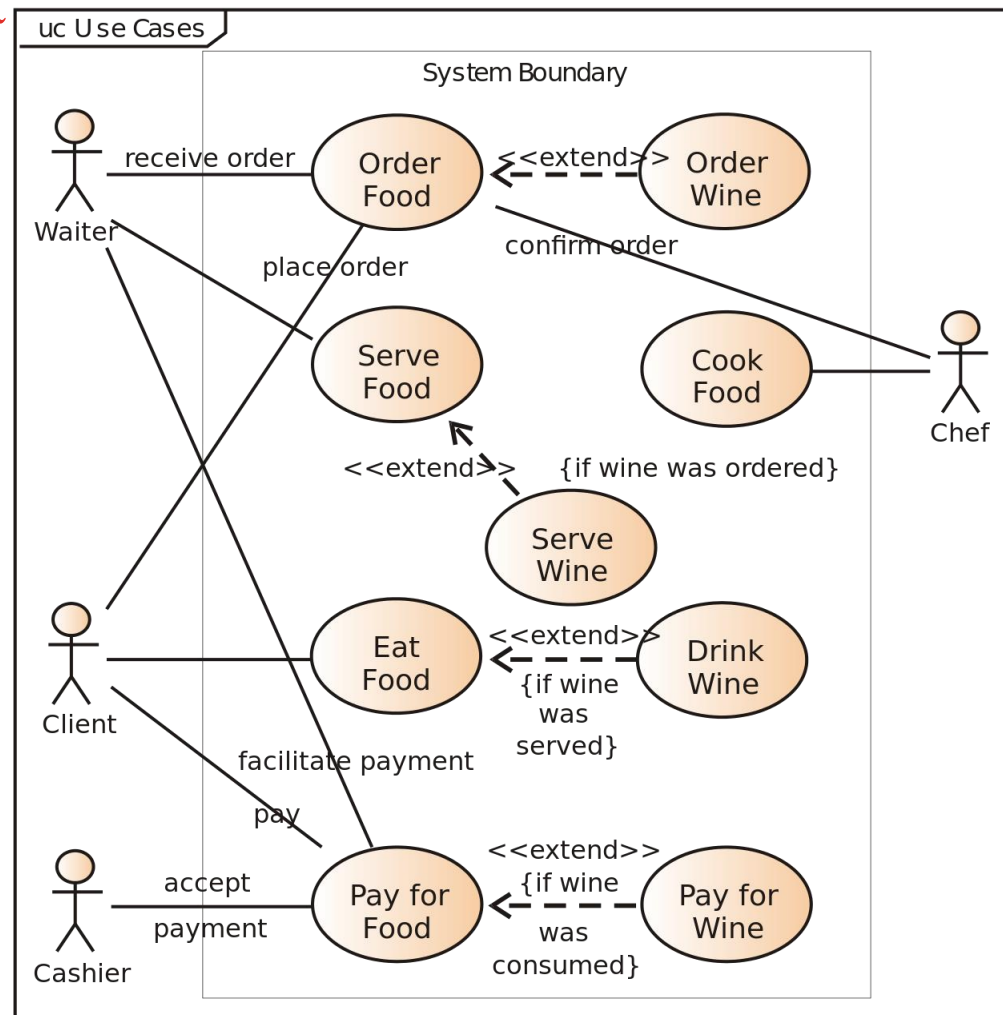 uc Use Cases
System Boundary
receive order
Order
Food
<<extend>>
Order
Wine
Waiter
place order
confirm order
Serve
Food
Cook
Food
Chef
<<extend>>
{if wine was ordered}
Serve
Wine
Client
Eat
Food
<<extend>>
{if wine
was
served}
Drink
Wine
facilitate payment
pay
Cashier
accept
payment
Pay for
Food
<<extend>>
{if wine
was
consumed}
Pay for
Wine